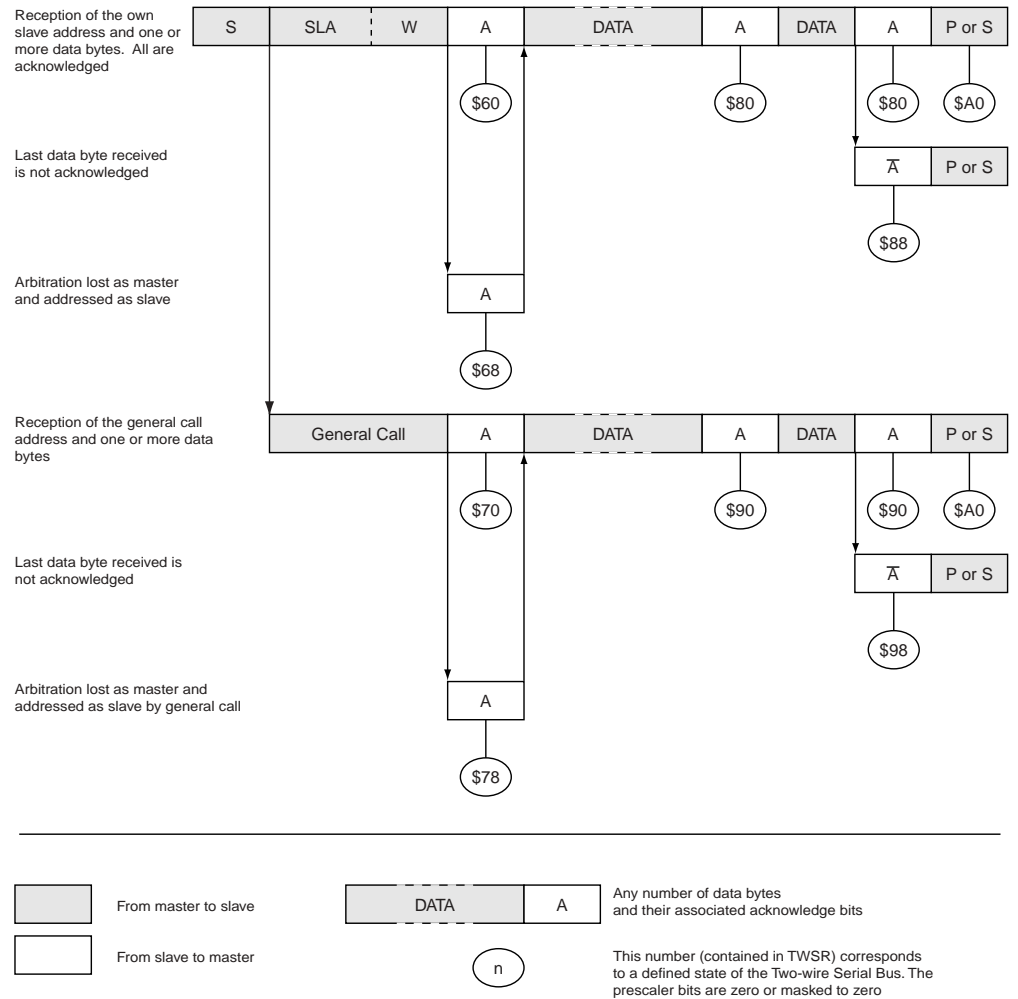 Reception of the own
slave address and one or
more data bytes. All are
acknowledged
S SLA W A DATA A DATA A P or S
$60 $80 $80 $A0
Last data byte received
is not acknowledged
A̅ P or S
$88
Arbitration lost as master
and addressed as slave
A
$68
Reception of the general call
address and one or more data
bytes
General Call A DATA A DATA A P or S
$70 $90 $90 $A0
Last data byte received is
not acknowledged
A̅ P or S
$98
Arbitration lost as master and
addressed as slave by general call
A
$78
From master to slave
DATA A
Any number of data bytes
and their associated acknowledge bits
From slave to master
n
This number (contained in TWSR) corresponds
to a defined state of the Two-wire Serial Bus. The
prescaler bits are zero or masked to zero